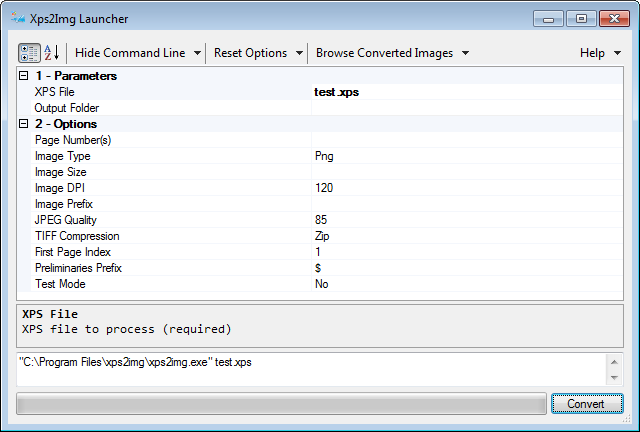 Xps2Img Launcher
Hide Command Line Reset Options Browse Converted Images Help
1 - Parameters
XPS File test.xps
Output Folder
2 - Options
Page Number(s)
Image Type Png
Image Size
Image DPI 120
Image Prefix
JPEG Quality 85
TIFF Compression Zip
First Page Index 1
Preliminaries Prefix $
Test Mode No
XPS File
XPS file to process (required)
"C:\Program Files\xps2img\xps2img.exe" test.xps
Convert